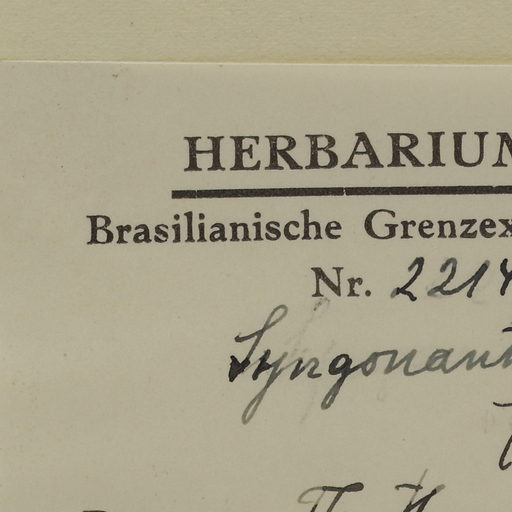 HERBARIUM
Brasilianische Grenzex
Nr. 2214
Syngonant